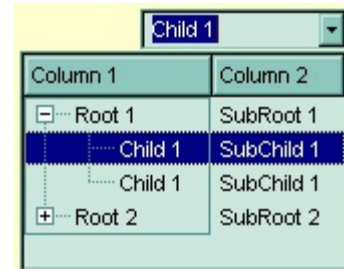 Child 1
Column 1 Column 2
Root 1 SubRoot 1
Child 1 SubChild 1
Child 1 SubChild 1
Root 2 SubRoot 2